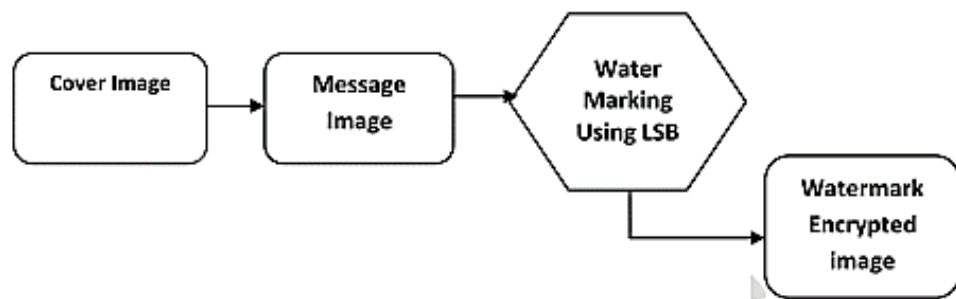 Cover Image
Message
Image
Water
Marking
Using LSB
Watermark
Encrypted
image